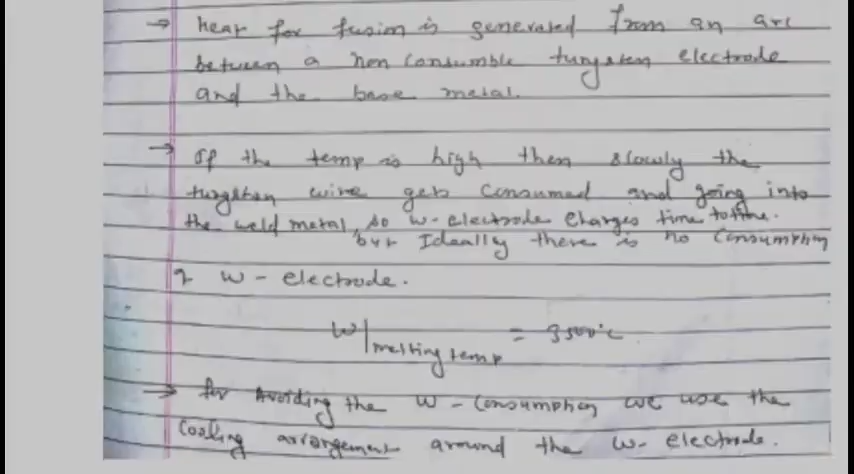 → heat for fusion is generated from an arc
between a non consumble tungsten electrode
and the base metal.
→ If the temp is high then slowly the
tungsten wire gets consumed and going into
the weld metal, so W-electrode Changes time to time.
but Ideally there is no Consumption
of W-electrode.
W|melting temp = 3500°C
→ for Avoiding the W-Consumption we use the
Cooling arrangement around the W-electrode.